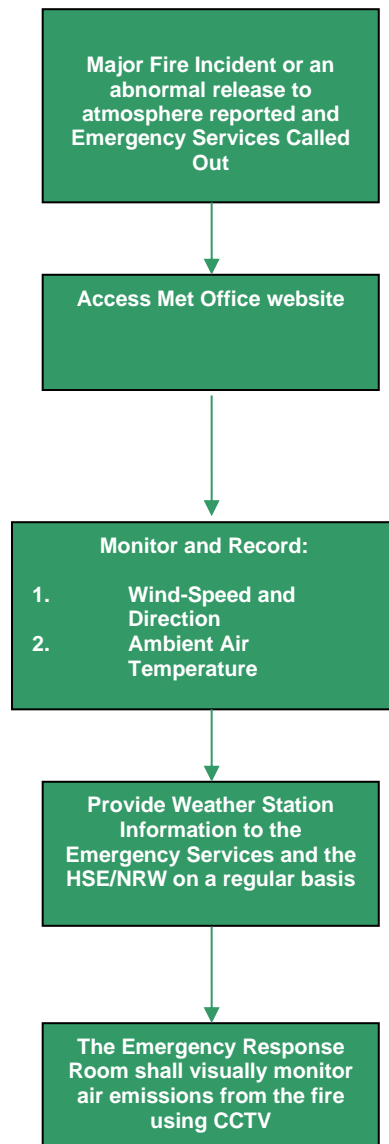 Major Fire Incident or an
abnormal release to
atmosphere reported and
Emergency Services Called
Out
Access Met Office website
Monitor and Record:
1. Wind-Speed and
Direction
2. Ambient Air
Temperature
Provide Weather Station
Information to the
Emergency Services and the
HSE/NRW on a regular basis
The Emergency Response
Room shall visually monitor
air emissions from the fire
using CCTV